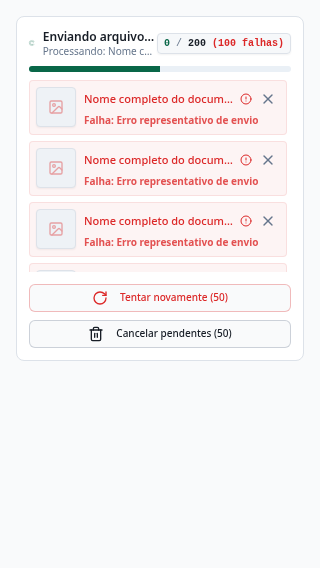 Enviando arquivo...
Processando: Nome c...
0 / 200 (100 falhas)
Nome completo do docum...
Falha: Erro representativo de envio
Nome completo do docum...
Falha: Erro representativo de envio
Nome completo do docum...
Falha: Erro representativo de envio
Tentar novamente (50)
Cancelar pendentes (50)